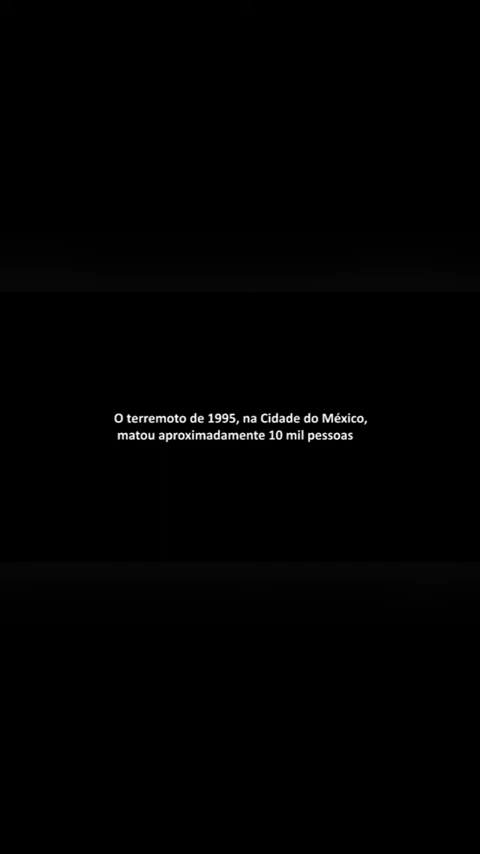 O terremoto de 1995, na Cidade do México,
matou aproximadamente 10 mil pessoas